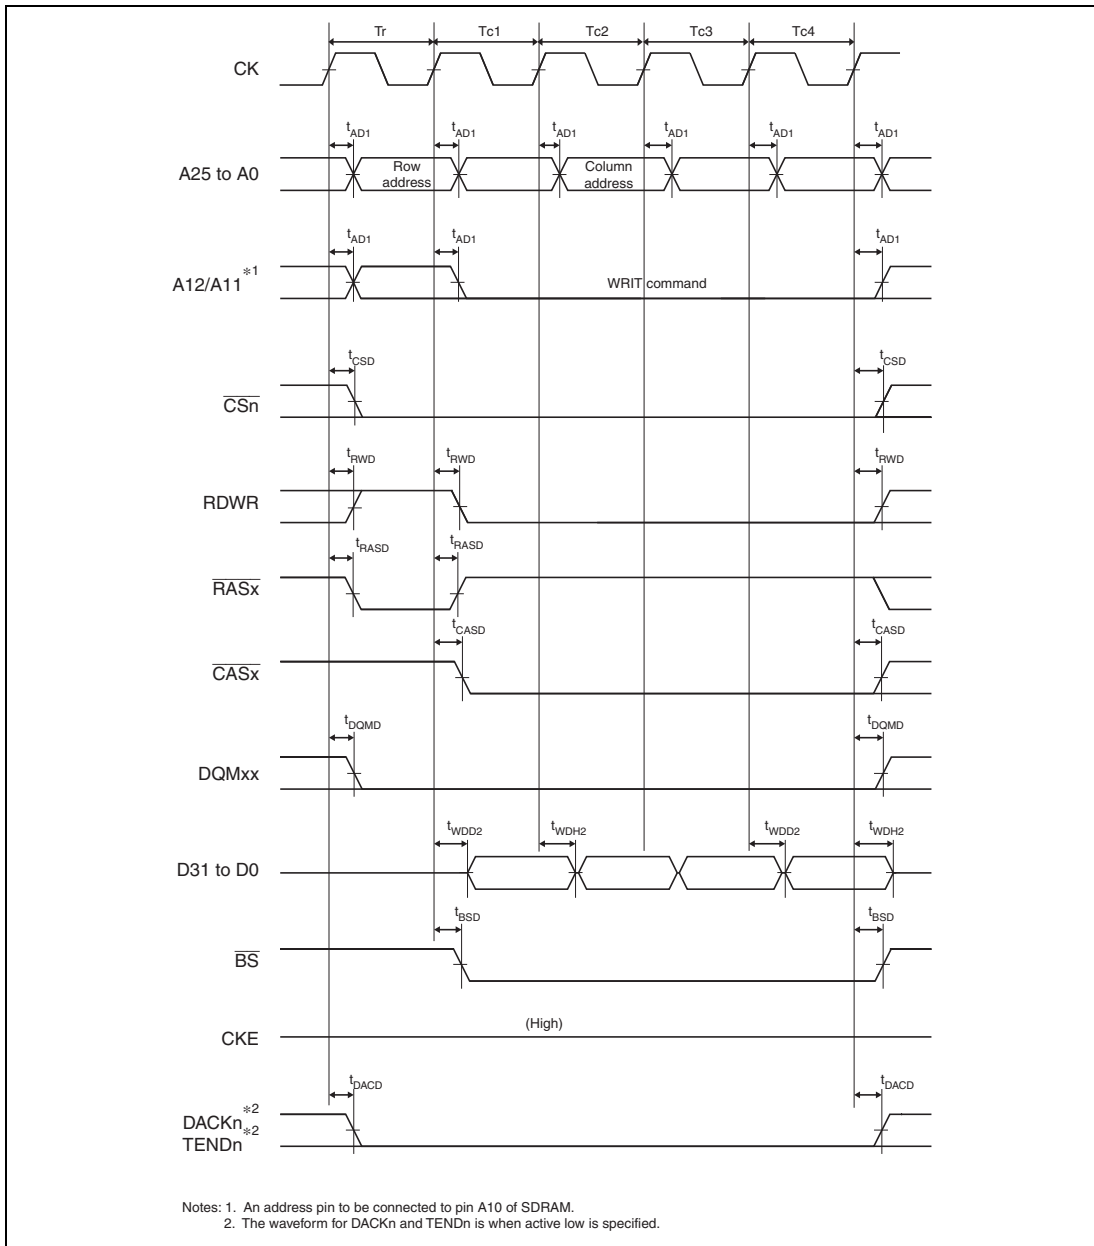 Tr Tc1 Tc2 Tc3 Tc4
CK
tAD1 tAD1 tAD1 tAD1 tAD1 tAD1
A25 to A0
Row address
Column address
tAD1 tAD1 tAD1
A12/A11*1
WRIT command
tCSD tCSD
CSn
tRWD tRWD tRWD
RDWR
tRASD tRASD
RASx
tCASD tCASD
CASx
tDQMD tDQMD
DQMxx
tWDD2 tWDH2 tWDD2 tWDH2
D31 to D0
tBSD tBSD
BS
(High)
CKE
tDACD tDACD
DACKn*2
TENDn*2
Notes: 1. An address pin to be connected to pin A10 of SDRAM.
2. The waveform for DACKn and TENDn is when active low is specified.